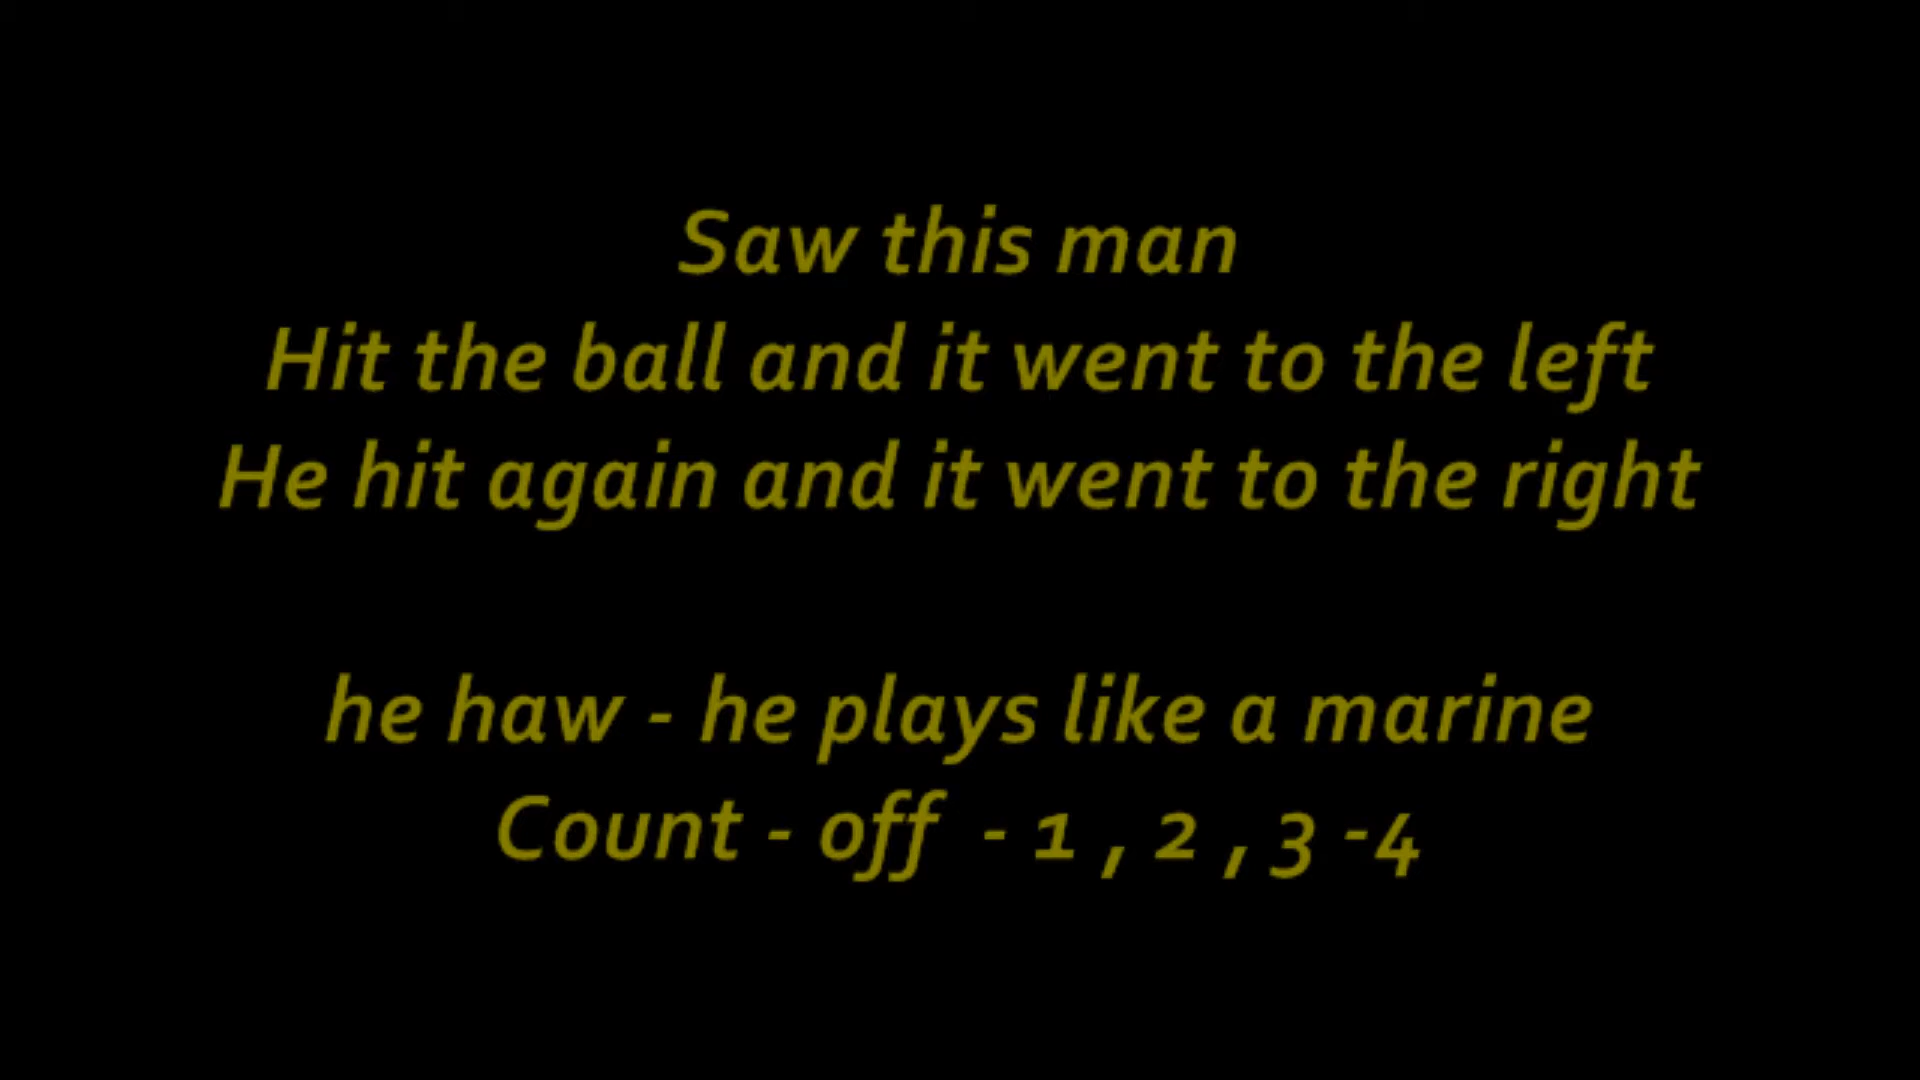 Saw this man
Hit the ball and it went to the left
He hit again and it went to the right
he haw - he plays like a marine
Count - off - 1 , 2 , 3 -4